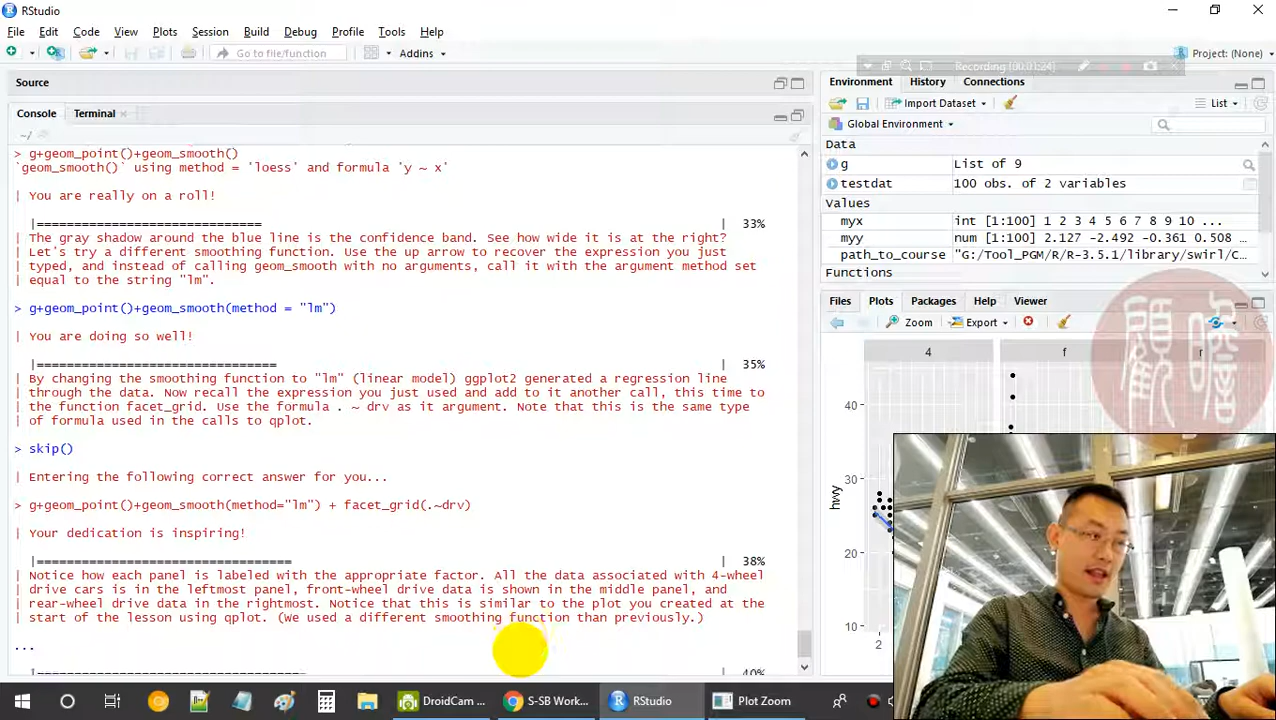 RStudio
File Edit Code View Plots Session Build Debug Profile Tools Help
Go to file/function
Addins
Project: (None)
Recording [00:01:24]
Source
Console Terminal
~/
> g+geom_point()+geom_smooth()
`geom_smooth()` using method = 'loess' and formula 'y ~ x'
| You are really on a roll!
|============================== | 33%
| The gray shadow around the blue line is the confidence band. See how wide it is at the right?
| Let's try a different smoothing function. Use the up arrow to recover the expression you just
| typed, and instead of calling geom_smooth with no arguments, call it with the argument method set
| equal to the string "lm".
> g+geom_point()+geom_smooth(method = "lm")
| You are doing so well!
|================================ | 35%
| By changing the smoothing function to "lm" (linear model) ggplot2 generated a regression line
| through the data. Now recall the expression you just used and add to it another call, this time to
| the function facet_grid. Use the formula . ~ drv as it argument. Note that this is the same type
| of formula used in the calls to qplot.
> skip()
| Entering the following correct answer for you...
> g+geom_point()+geom_smooth(method="lm") + facet_grid(.~drv)
| Your dedication is inspiring!
|================================== | 38%
| Notice how each panel is labeled with the appropriate factor. All the data associated with 4-wheel
| drive cars is in the leftmost panel, front-wheel drive data is shown in the middle panel, and
| rear-wheel drive data in the rightmost. Notice that this is similar to the plot you created at the
| start of the lesson using qplot. (We used a different smoothing function than previously.)
...
|==================================== | 40%
Environment History Connections
Import Dataset List
Global Environment
Data
g List of 9
testdat 100 obs. of 2 variables
Values
myx int [1:100] 1 2 3 4 5 6 7 8 9 10 ...
myy num [1:100] 2.127 -2.492 -0.361 0.508 ...
path_to_course "G:/Tool_PGM/R/R-3.5.1/library/swirl/C...
Functions
Files Plots Packages Help Viewer
Zoom Export
4 f r
40
30
20
10
hwy
2
DroidCam ... S-SB Work... RStudio Plot Zoom